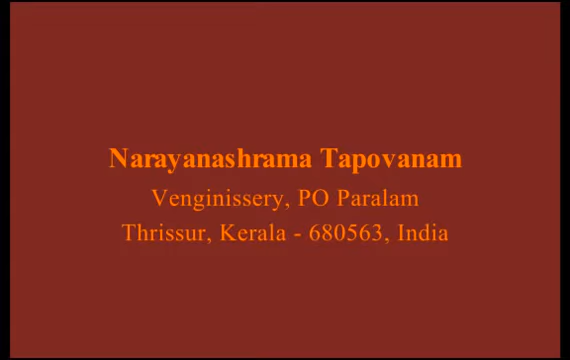 Narayanashrama Tapovanam
Venginissery, PO Paralam
Thrissur, Kerala - 680563, India